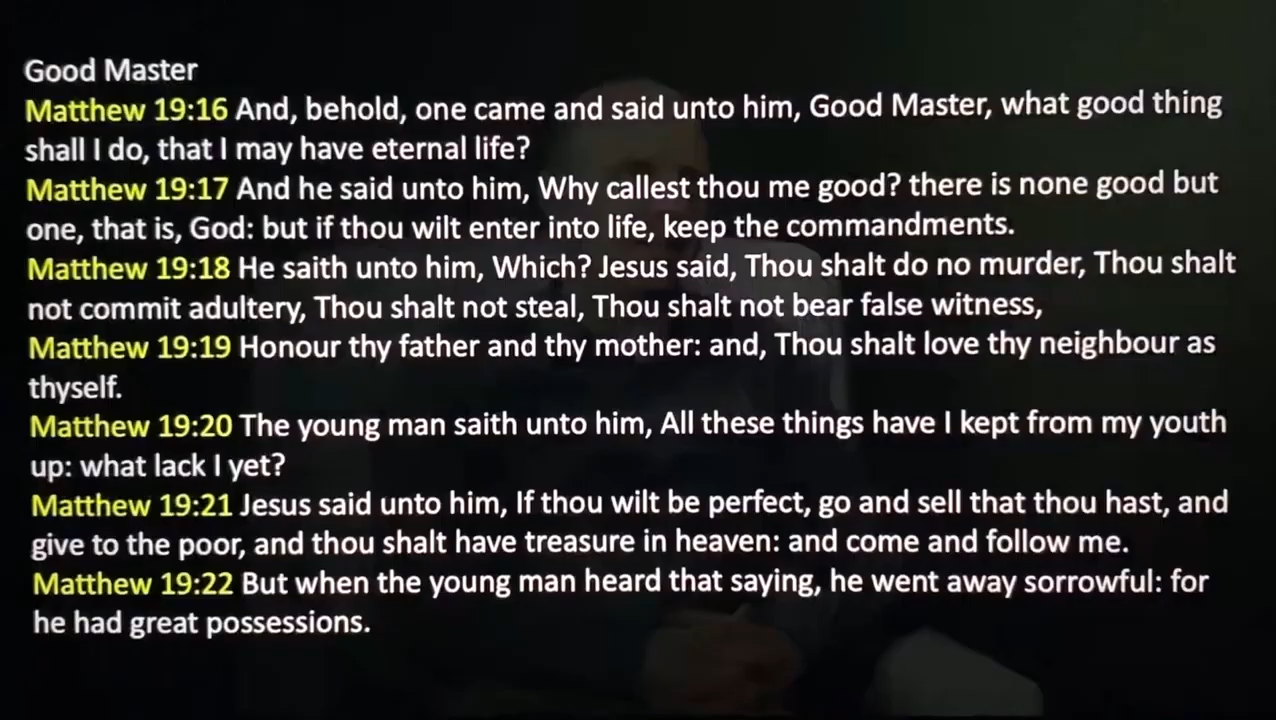 Good Master
Matthew 19:16 And, behold, one came and said unto him, Good Master, what good thing
shall I do, that I may have eternal life?
Matthew 19:17 And he said unto him, Why callest thou me good? there is none good but
one, that is, God: but if thou wilt enter into life, keep the commandments.
Matthew 19:18 He saith unto him, Which? Jesus said, Thou shalt do no murder, Thou shalt
not commit adultery, Thou shalt not steal, Thou shalt not bear false witness,
Matthew 19:19 Honour thy father and thy mother: and, Thou shalt love thy neighbour as
thyself.
Matthew 19:20 The young man saith unto him, All these things have I kept from my youth
up: what lack I yet?
Matthew 19:21 Jesus said unto him, If thou wilt be perfect, go and sell that thou hast, and
give to the poor, and thou shalt have treasure in heaven: and come and follow me.
Matthew 19:22 But when the young man heard that saying, he went away sorrowful: for
he had great possessions.